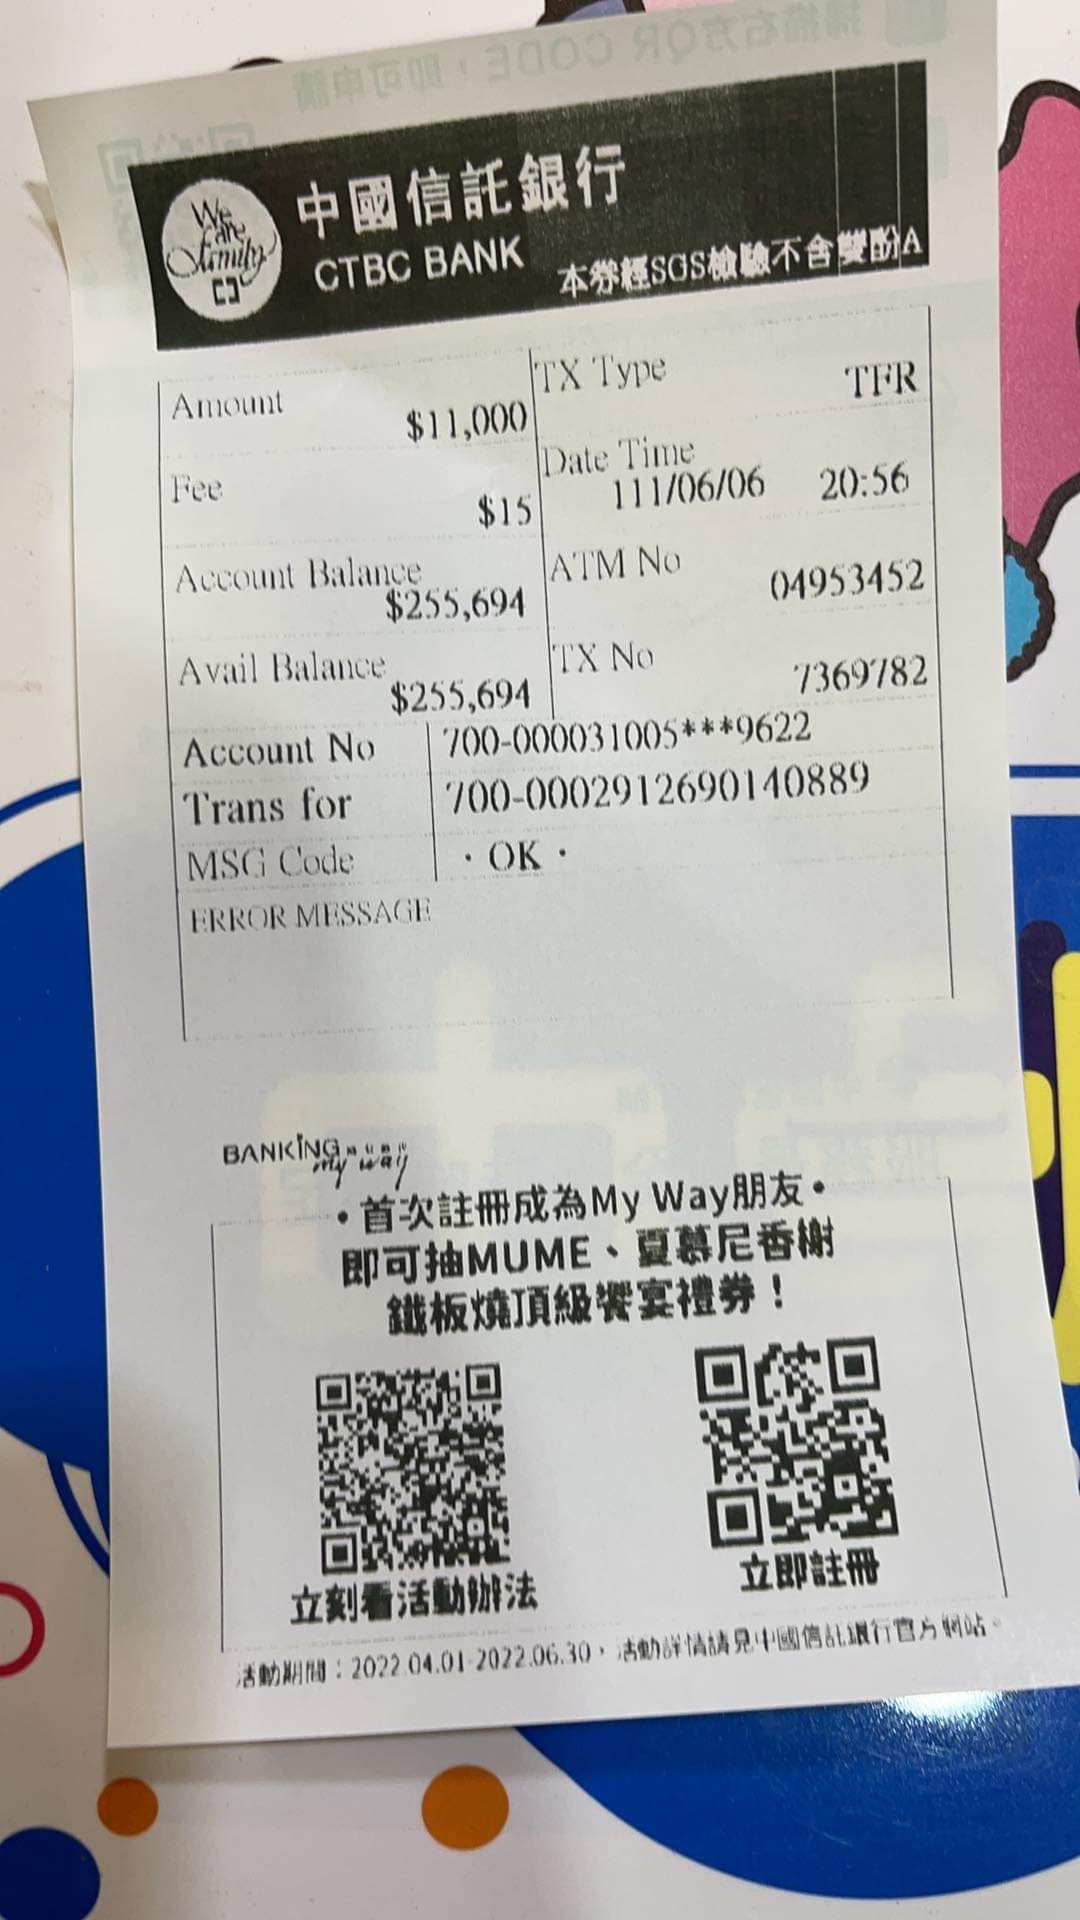 We are family
中國信託銀行
CTBC BANK
本券經SGS檢驗不含雙酚A
Amount $11,000
TX Type TFR
Fee $15
Date Time 111/06/06 20:56
Account Balance $255,694
ATM No 04953452
Avail Balance $255,694
TX No 7369782
Account No 700-000031005***9622
Trans for 700-0002912690140889
MSG Code ・OK・
ERROR MESSAGE
BANKING my way
・首次註冊成為My Way朋友・
即可抽MUME、夏慕尼香榭
鐵板燒頂級饗宴禮券！
立刻看活動辦法
立即註冊
活動期間：2022.04.01-2022.06.30，活動詳情請見中國信託銀行官方網站。